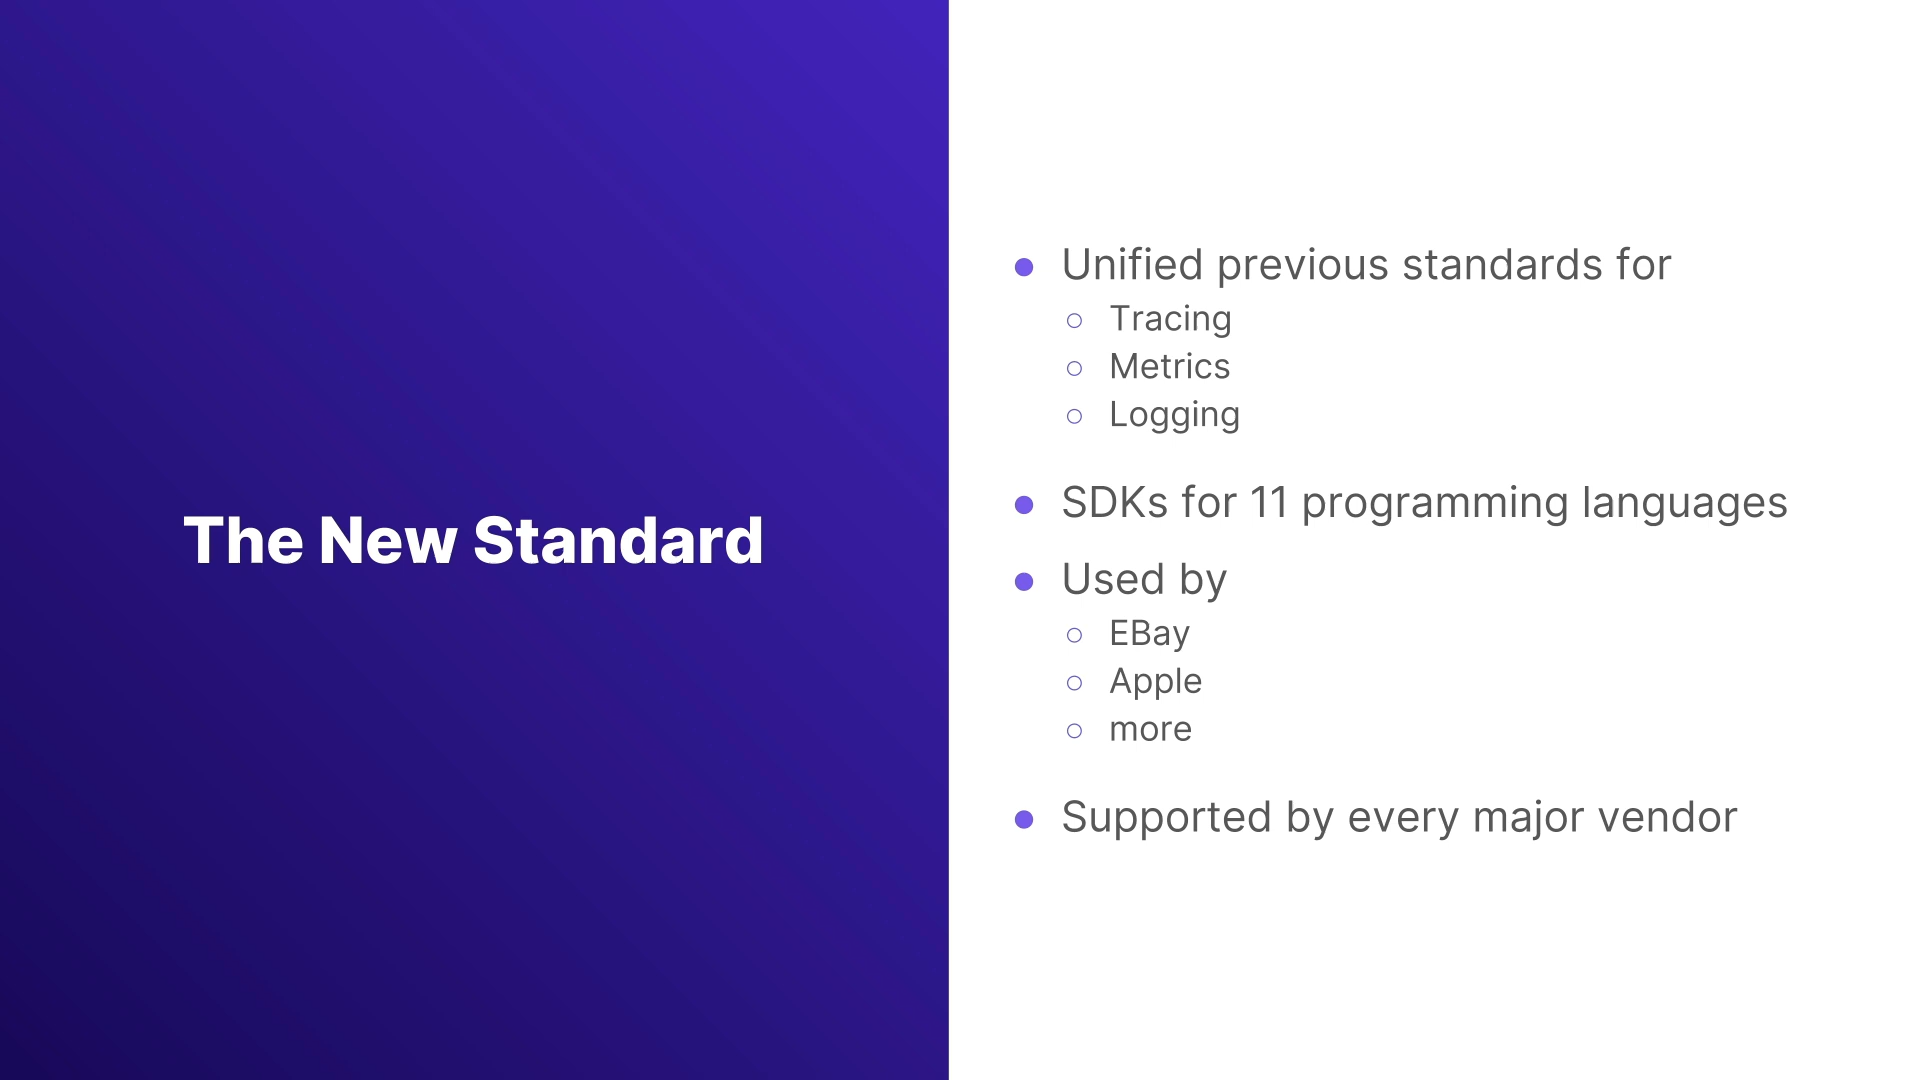 The New Standard
● Unified previous standards for
○ Tracing
○ Metrics
○ Logging
● SDKs for 11 programming languages
● Used by
○ EBay
○ Apple
○ more
● Supported by every major vendor